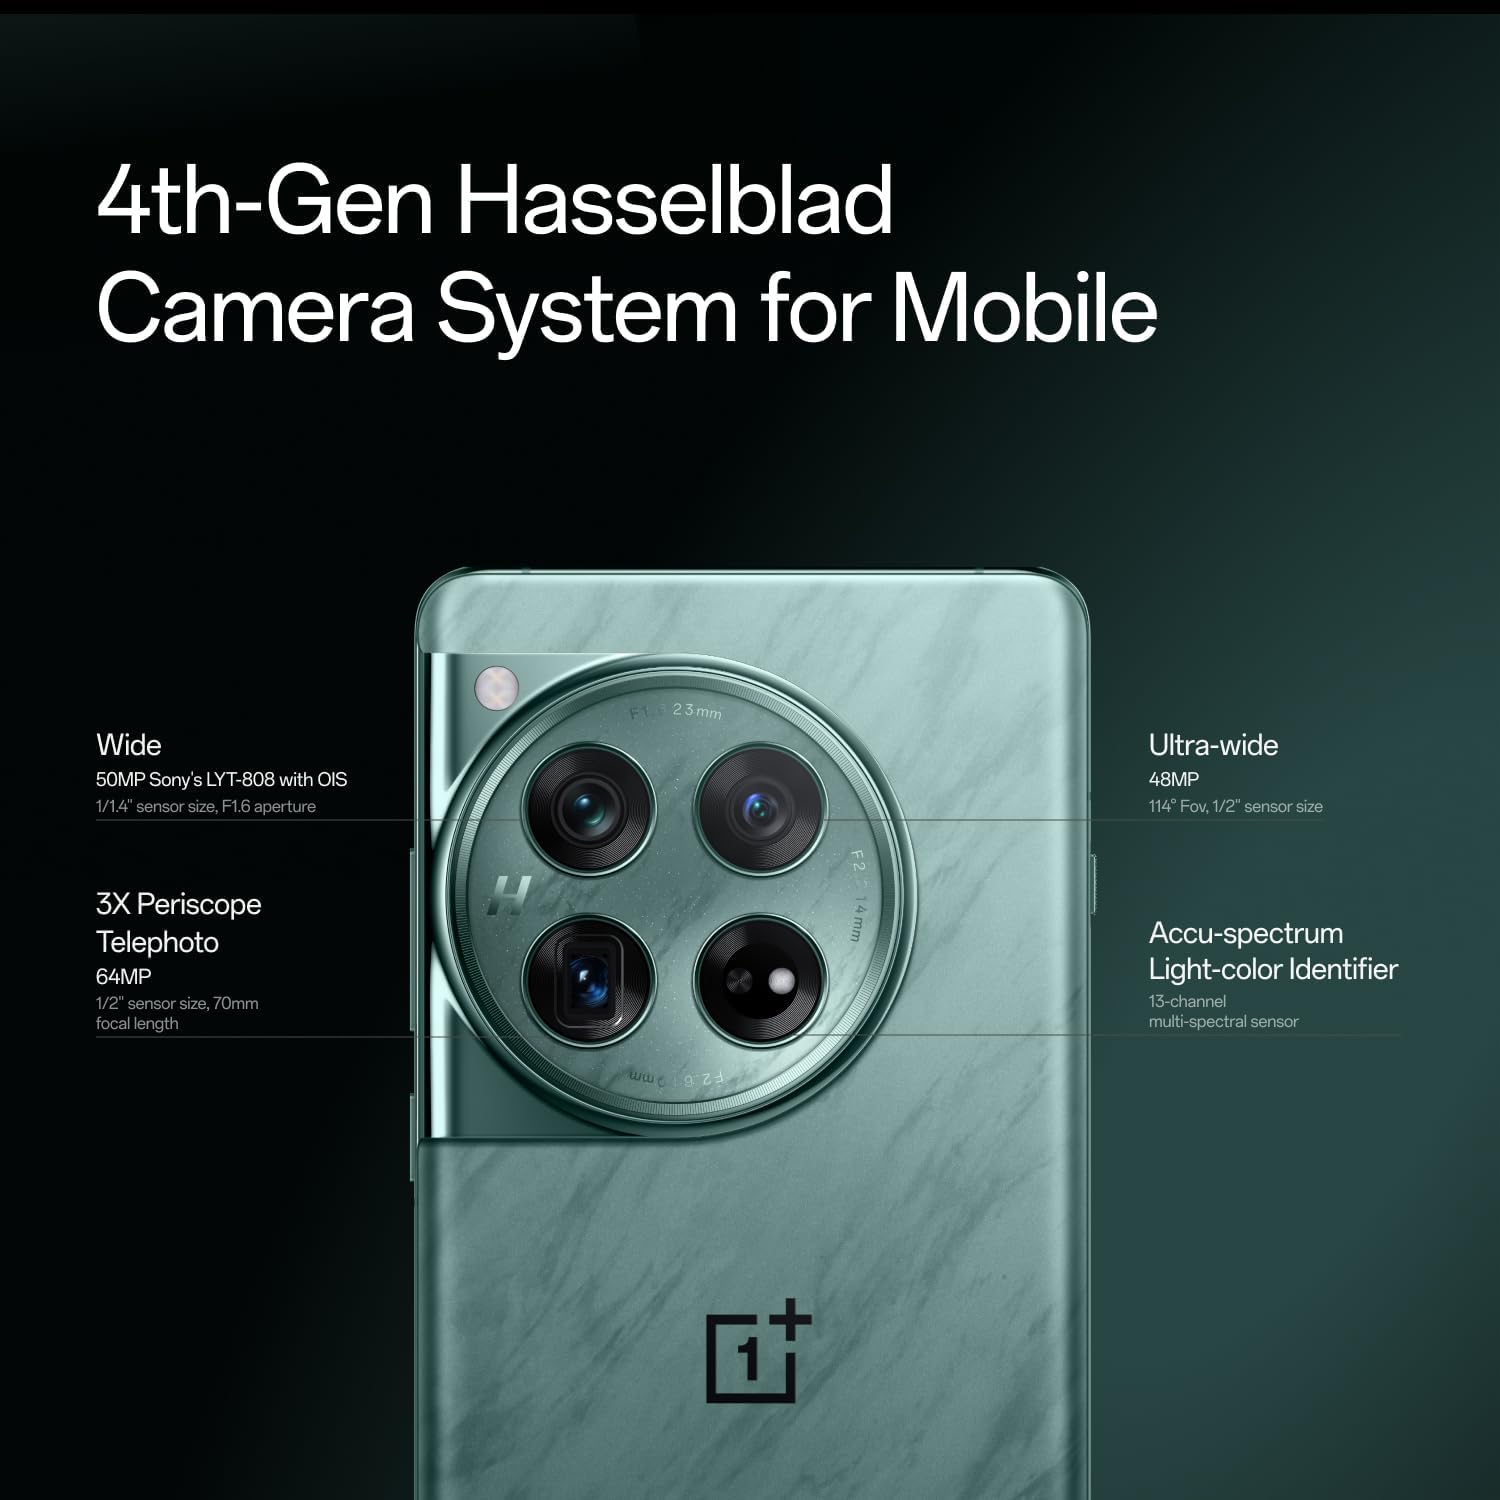 4th-Gen Hasselblad
Camera System for Mobile
Wide
50MP Sony's LYT-808 with OIS
1/1.4" sensor size, F1.6 aperture
3X Periscope
Telephoto
64MP
1/2" sensor size, 70mm
focal length
Ultra-wide
48MP
114° Fov, 1/2" sensor size
Accu-spectrum
Light-color Identifier
13-channel
multi-spectral sensor
23mm
14mm
H
1+